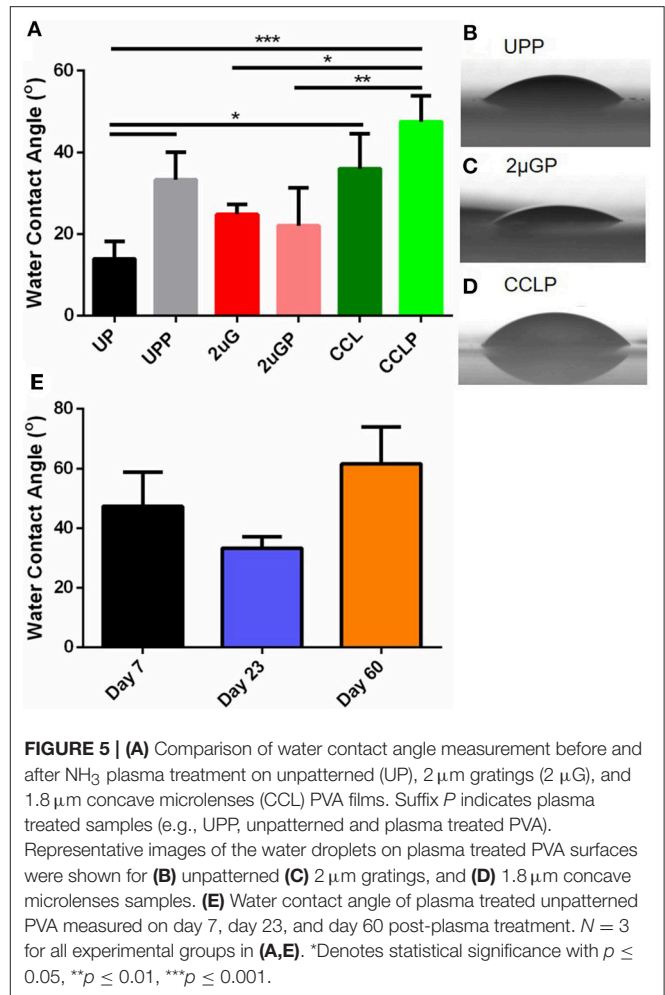 A
Water Contact Angle (°)
60
40
20
0
***
*
**
*
UP
UPP
2uG
2uGP
CCL
CCLP
B
UPP
C
2µGP
D
CCLP
E
Water Contact Angle (°)
80
60
40
20
0
Day 7
Day 23
Day 60
FIGURE 5 | (A) Comparison of water contact angle measurement before and
after NH₃ plasma treatment on unpatterned (UP), 2 µm gratings (2 µG), and
1.8 µm concave microlenses (CCL) PVA films. Suffix P indicates plasma
treated samples (e.g., UPP, unpatterned and plasma treated PVA).
Representative images of the water droplets on plasma treated PVA surfaces
were shown for (B) unpatterned (C) 2 µm gratings, and (D) 1.8 µm concave
microlenses samples. (E) Water contact angle of plasma treated unpatterned
PVA measured on day 7, day 23, and day 60 post-plasma treatment. N = 3
for all experimental groups in (A,E). *Denotes statistical significance with p ≤
0.05, **p ≤ 0.01, ***p ≤ 0.001.